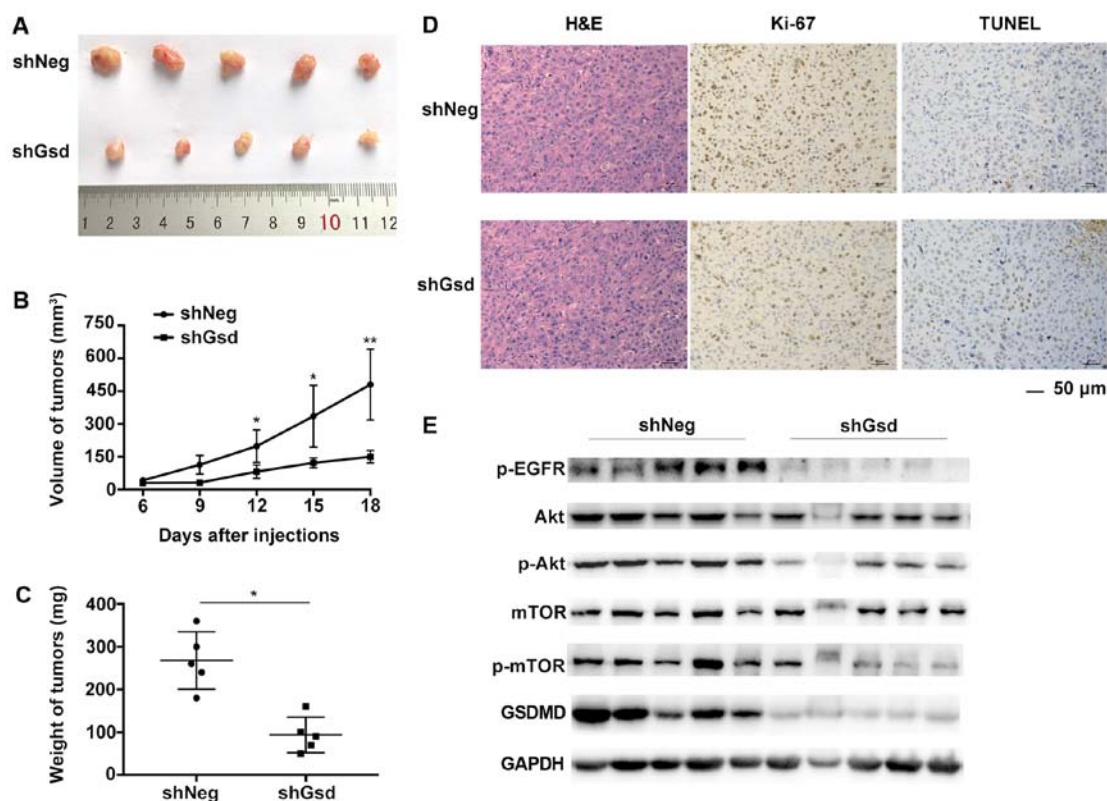 A
shNeg
shGsd
1 2 3 4 5 6 7 8 9 10 11 12
B
Volume of tumors (mm³)
750
600
450
300
150
0
shNeg
shGsd
*
*
**
6 9 12 15 18
Days after injections
C
Weight of tumors (mg)
400
300
200
100
0
*
shNeg shGsd
D
H&E Ki-67 TUNEL
shNeg
shGsd
50 μm
E
shNeg shGsd
p-EGFR
Akt
p-Akt
mTOR
p-mTOR
GSDMD
GAPDH